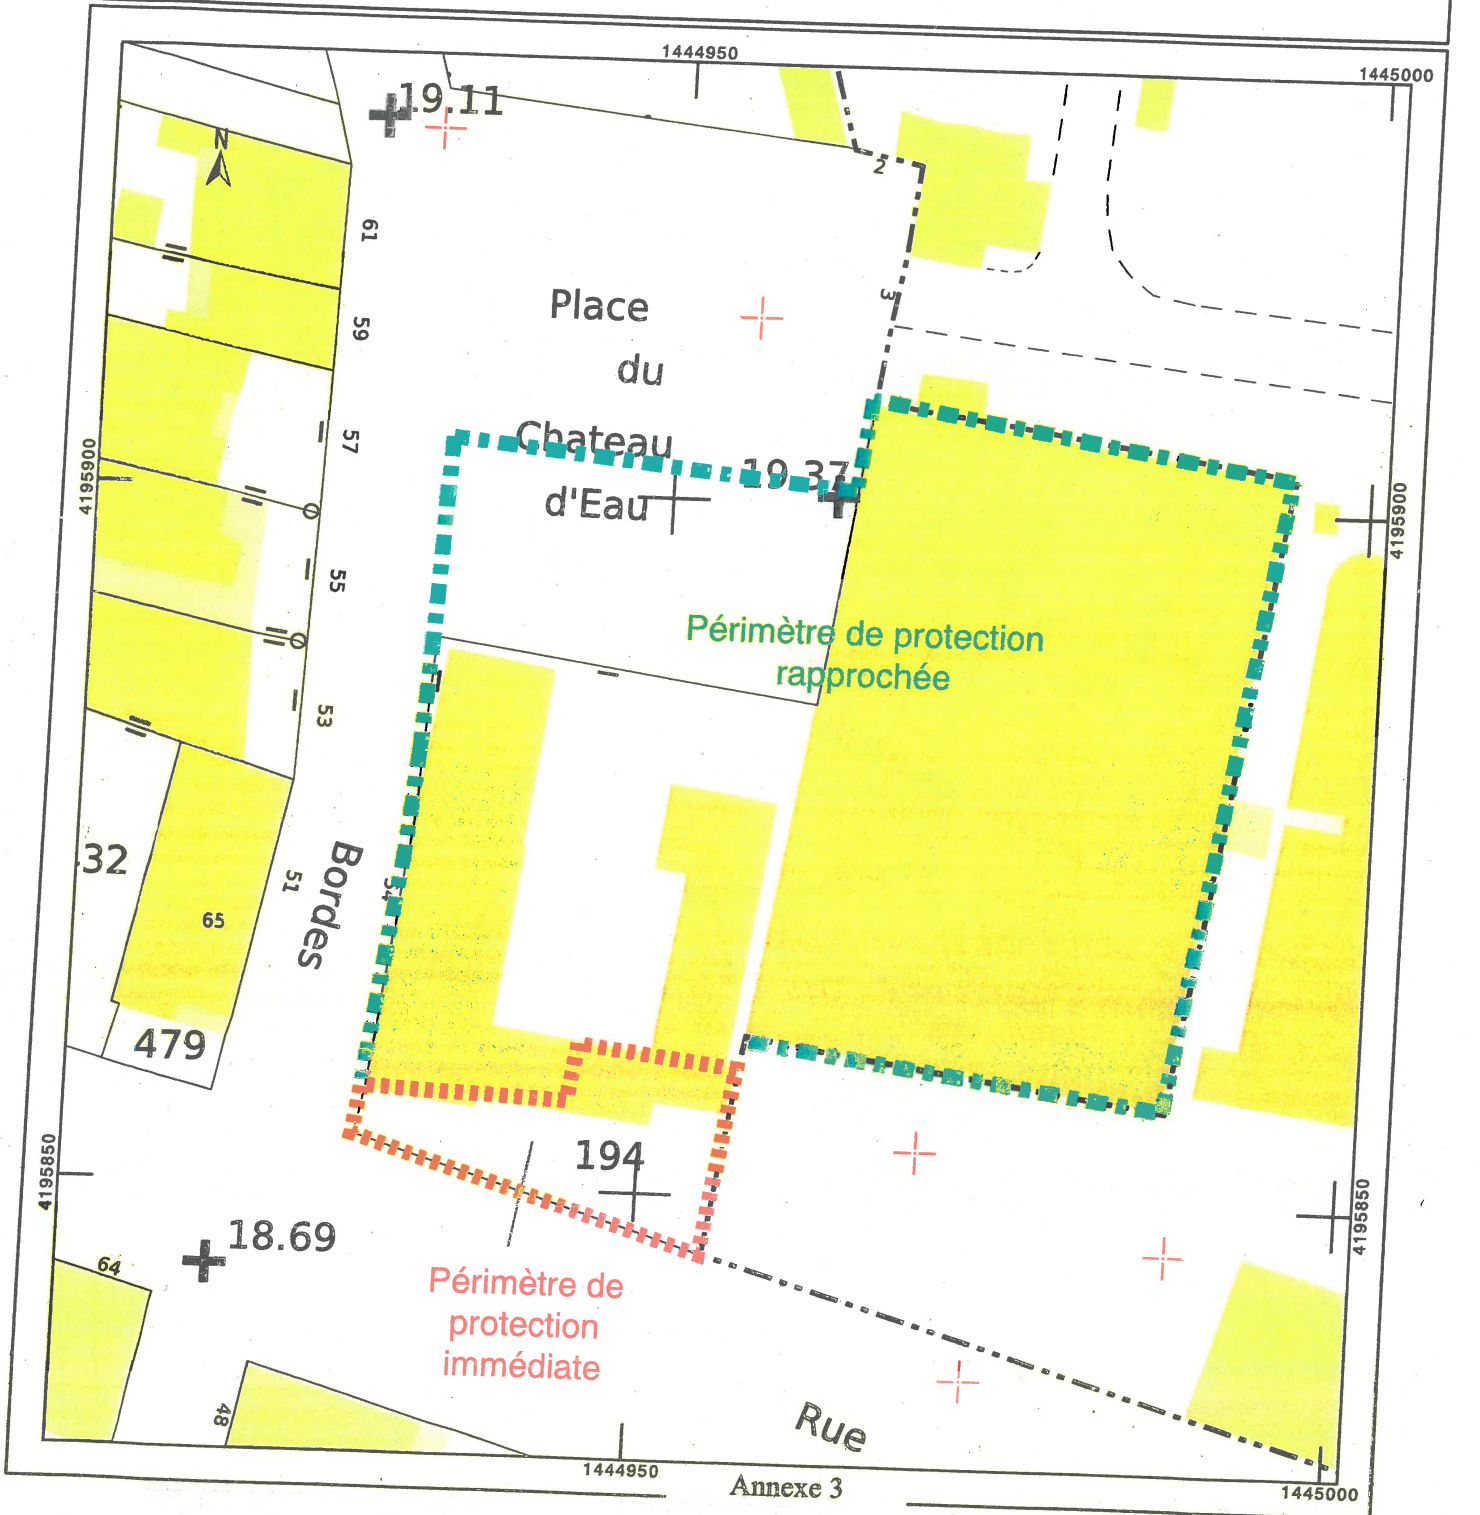 1444950
1445000
19.11
N
2
61
3
Place
du
Chateau
d'Eau
59
57
19.37
4195900
4195900
55
Périmètre de protection
rapprochée
53
32
51
Bordes
54
65
479
194
4195850
4195850
18.69
64
Périmètre de
protection
immédiate
48
Rue
1444950
Annexe 3
1445000